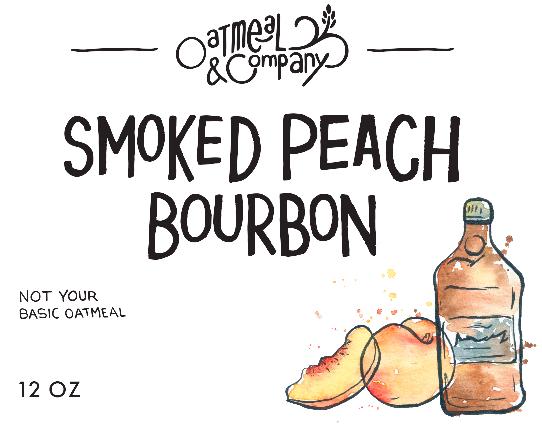 Oatmeal
& Company
SMOKED PEACH
BOURBON
NOT YOUR
BASIC OATMEAL
12 OZ